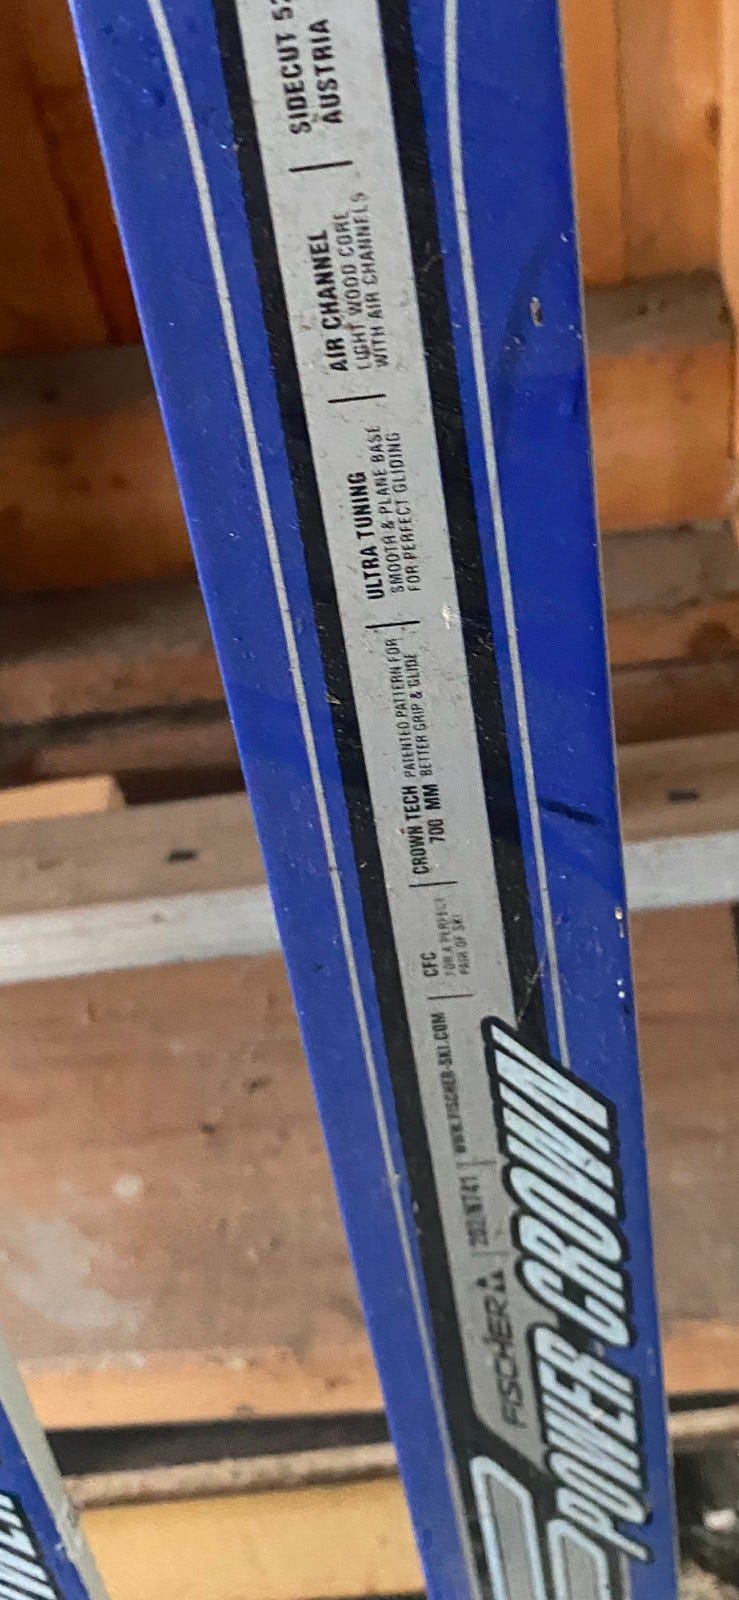 POWER CROWN
FISCHER
202/N741
WWW.FISCHER-SKI.COM
CFC
FOR A PERFECT
PAIR OF SKI
CROWN TECH PATENTED PATTERN FOR
700 MM BETTER GRIP & GLIDE
ULTRA TUNING
SMOOTH & PLANE BASE
FOR PERFECT GLIDING
AIR CHANNEL
LIGHT WOOD CORE
WITH AIR CHANNELS
SIDECUT
AUSTRIA